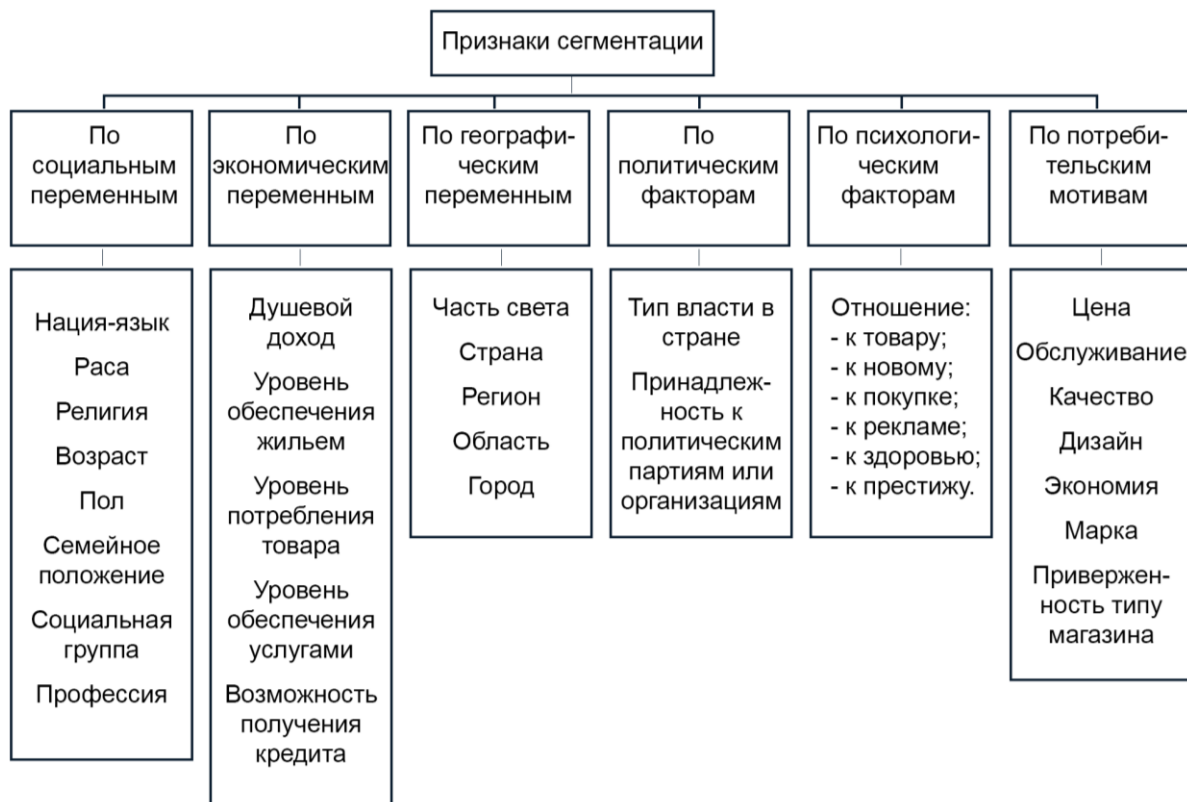 Признаки сегментации
По
социальным
переменным
По
экономическим
переменным
По географи-
ческим
переменным
По
политическим
факторам
По психологи-
ческим
факторам
По потреби-
тельским
мотивам
Нация-язык
Раса
Религия
Возраст
Пол
Семейное
положение
Социальная
группа
Профессия
Душевой
доход
Уровень
обеспечения
жильем
Уровень
потребления
товара
Уровень
обеспечения
услугами
Возможность
получения
кредита
Часть света
Страна
Регион
Область
Город
Тип власти в
стране
Принадлеж-
ность к
политическим
партиям или
организациям
Отношение:
- к товару;
- к новому;
- к покупке;
- к рекламе;
- к здоровью;
- к престижу.
Цена
Обслуживание
Качество
Дизайн
Экономия
Марка
Привержен-
ность типу
магазина